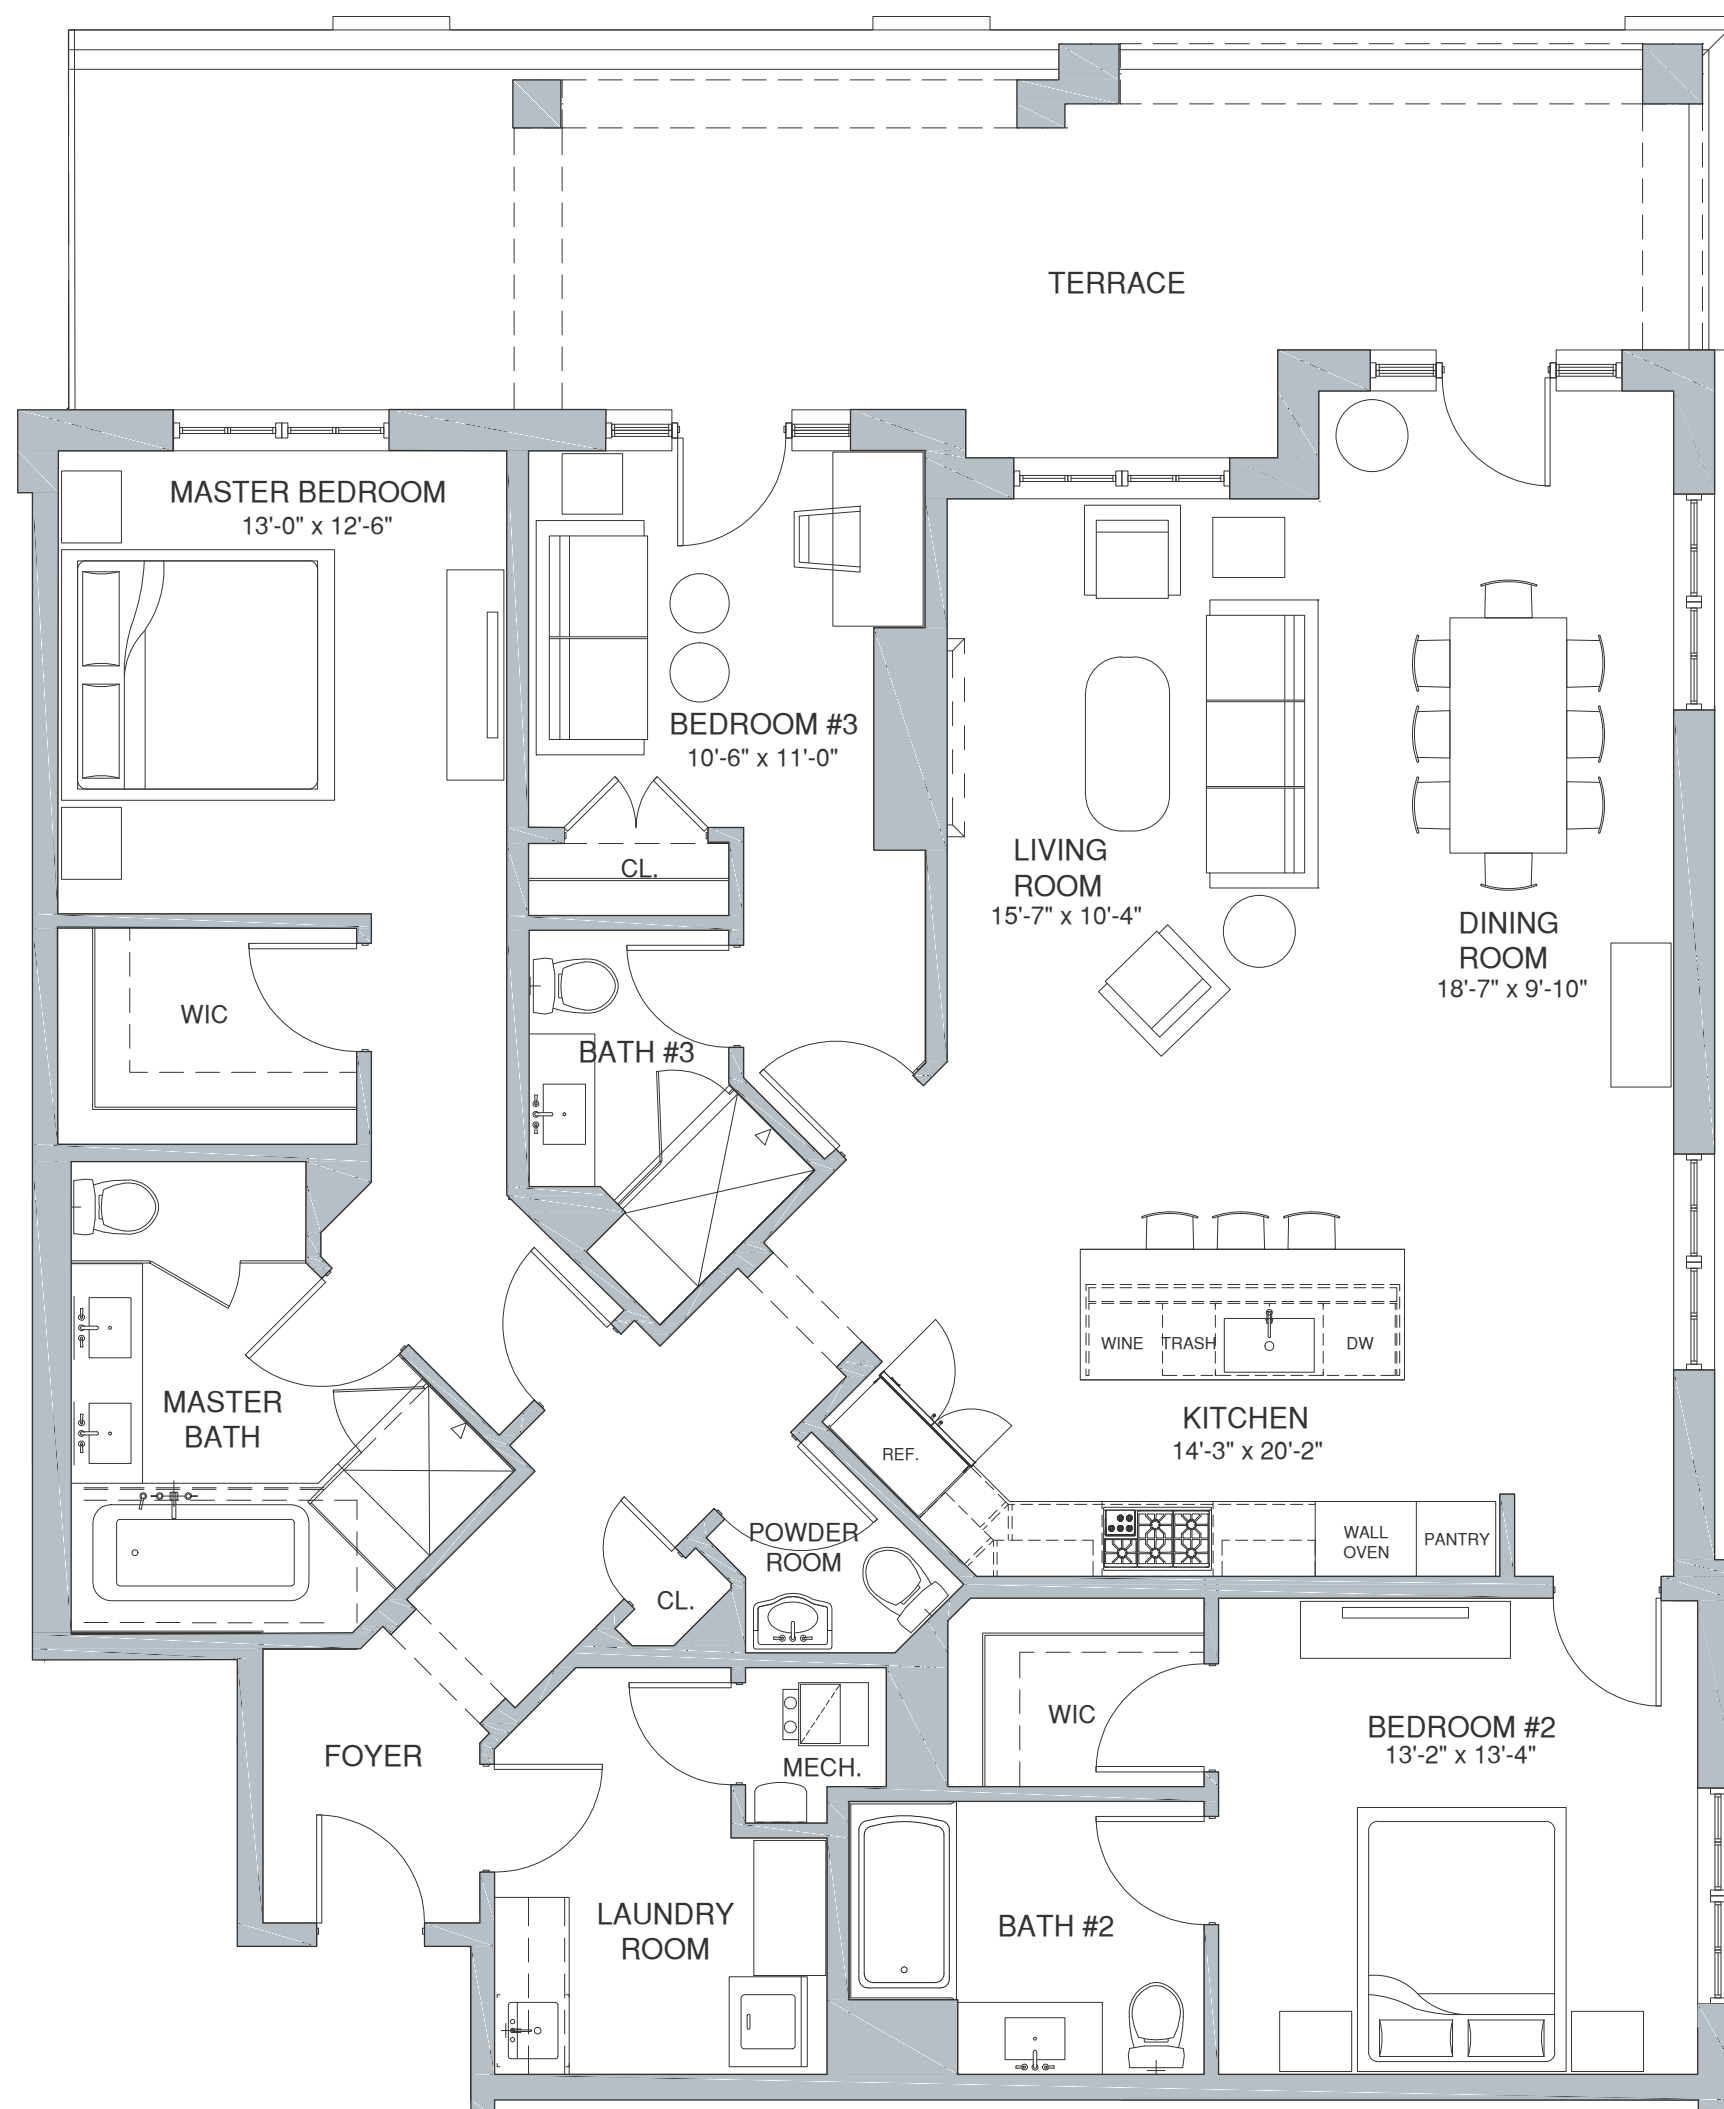 TERRACE
MASTER BEDROOM
13'-0" x 12'-6"
BEDROOM #3
10'-6" x 11'-0"
CL.
LIVING
ROOM
15'-7" x 10'-4"
DINING
ROOM
18'-7" x 9'-10"
WIC
BATH #3
WINE
TRASH
DW
MASTER
BATH
KITCHEN
14'-3" x 20'-2"
REF.
POWDER
ROOM
WALL
OVEN
PANTRY
CL.
WIC
BEDROOM #2
13'-2" x 13'-4"
FOYER
MECH.
LAUNDRY
ROOM
BATH #2